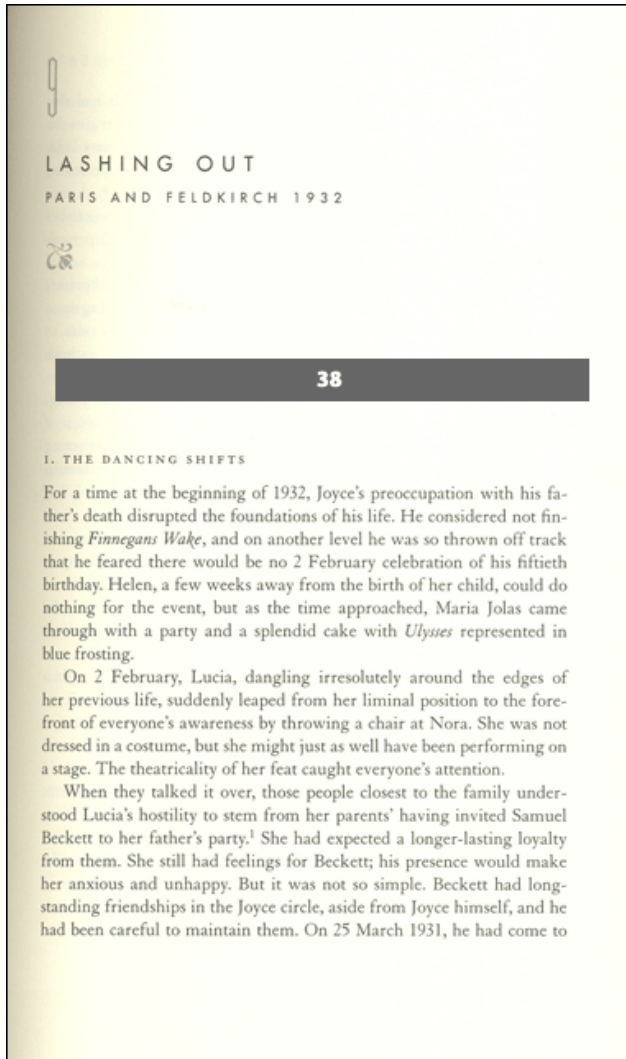 9
LASHING OUT
PARIS AND FELDKIRCH 1932
38
I. THE DANCING SHIFTS
For a time at the beginning of 1932, Joyce's preoccupation with his fa-
ther's death disrupted the foundations of his life. He considered not fin-
ishing Finnegans Wake, and on another level he was so thrown off track
that he feared there would be no 2 February celebration of his fiftieth
birthday. Helen, a few weeks away from the birth of her child, could do
nothing for the event, but as the time approached, Maria Jolas came
through with a party and a splendid cake with Ulysses represented in
blue frosting.
On 2 February, Lucia, dangling irresolutely around the edges of
her previous life, suddenly leaped from her liminal position to the fore-
front of everyone's awareness by throwing a chair at Nora. She was not
dressed in a costume, but she might just as well have been performing on
a stage. The theatricality of her feat caught everyone's attention.
When they talked it over, those people closest to the family under-
stood Lucia's hostility to stem from her parents' having invited Samuel
Beckett to her father's party.¹ She had expected a longer-lasting loyalty
from them. She still had feelings for Beckett; his presence would make
her anxious and unhappy. But it was not so simple. Beckett had long-
standing friendships in the Joyce circle, aside from Joyce himself, and he
had been careful to maintain them. On 25 March 1931, he had come to